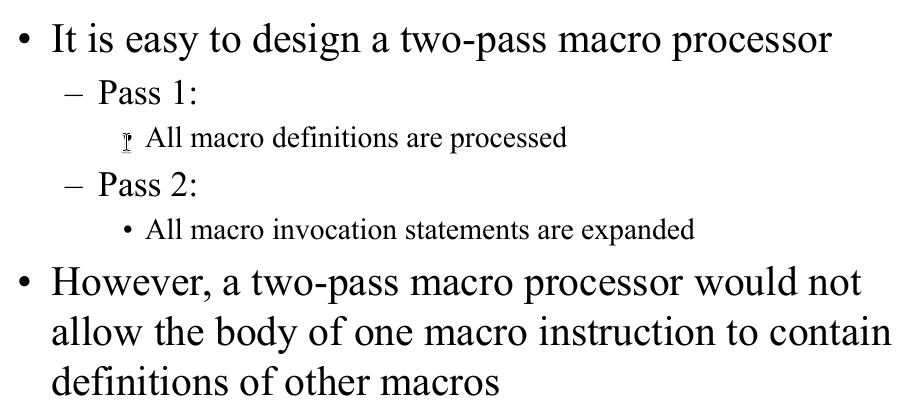 • It is easy to design a two-pass macro processor
– Pass 1:
All macro definitions are processed
– Pass 2:
• All macro invocation statements are expanded
• However, a two-pass macro processor would not
allow the body of one macro instruction to contain
definitions of other macros